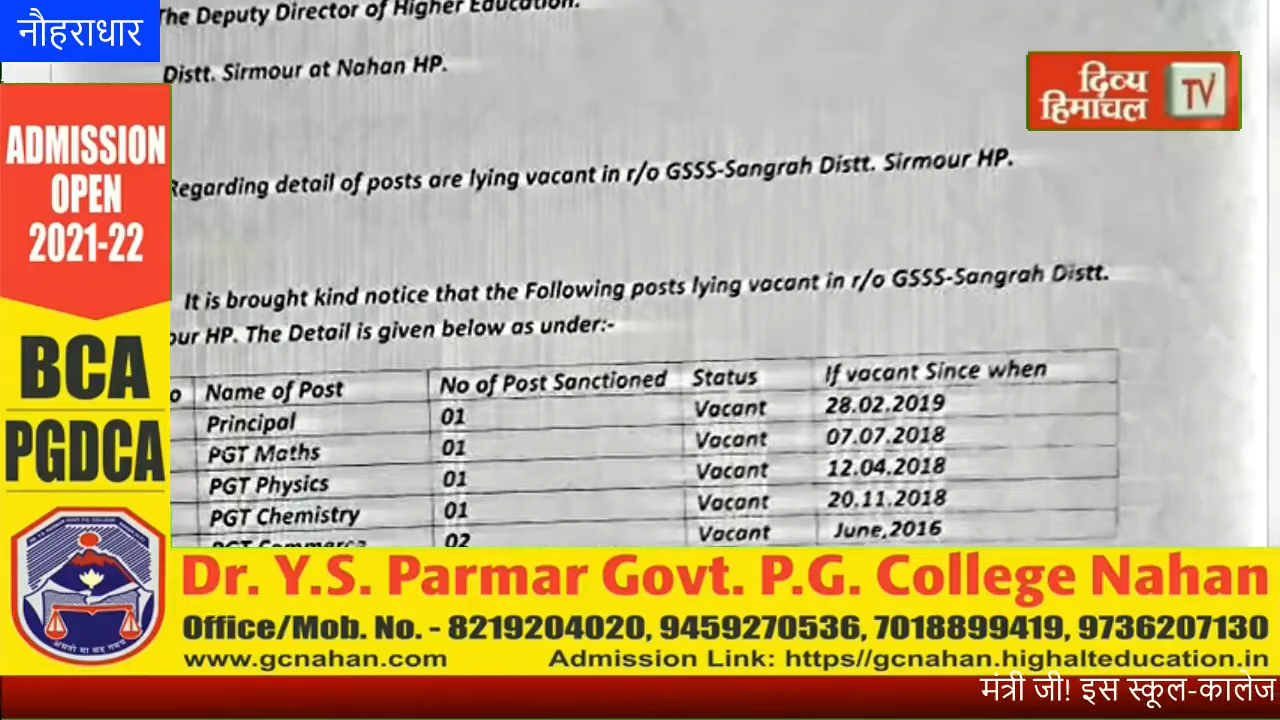 नौहराधार
The Deputy Director of Higher Education.
Distt. Sirmour at Nahan HP.
दिव्य
हिमाचल
TV
ADMISSION
OPEN
2021-22
Regarding detail of posts are lying vacant in r/o GSSS-Sangrah Distt. Sirmour HP.
It is brought kind notice that the Following posts lying vacant in r/o GSSS-Sangrah Distt.
our HP. The Detail is given below as under:-
o Name of Post No of Post Sanctioned Status If vacant Since when
Principal 01 Vacant 28.02.2019
PGT Maths 01 Vacant 07.07.2018
PGT Physics 01 Vacant 12.04.2018
PGT Chemistry 01 Vacant 20.11.2018
PGT Commerce 02 Vacant June,2016
BCA
PGDCA
Dr. Y.S. Parmar Govt. P.G. College Nahan
Office/Mob. No. - 8219204020, 9459270536, 7018899419, 9736207130
www.gcnahan.com Admission Link: https//gcnahan.highalteducation.in
मंत्री जी! इस स्कूल-कालेज